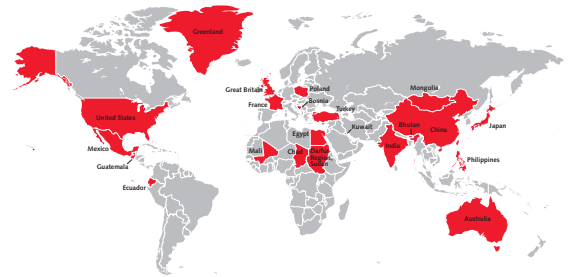 Greenland
Great Britain
Poland
Mongolia
France
Bosnia
United States
Turkey
Kuwait
Bhutan
China
Japan
Egypt
Mexico
Mali
Chad
Darfur
Region,
Sudan
India
Philippines
Guatemala
Ecuador
Australia